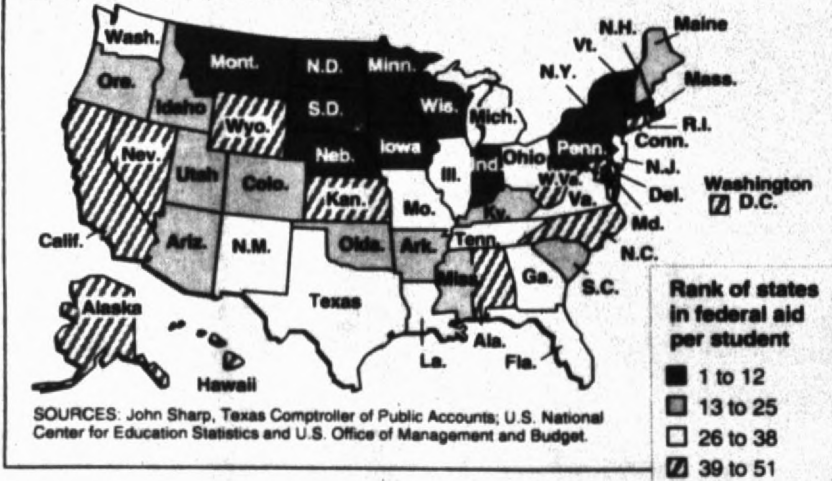 Wash.
Ore.
Idaho
Mont.
N.D.
S.D.
Minn.
Wis.
Mich.
Wyo.
Neb.
Iowa
Nev.
Utah
Colo.
Kan.
Mo.
Ill.
Ind.
Ohio
Penn.
W.Va.
Va.
Ky.
Calif.
Ariz.
N.M.
Okla.
Ark.
Tenn.
Texas
Miss.
Ga.
Ala.
La.
Fla.
S.C.
N.C.
Alaska
Hawaii
N.Y.
Vt.
N.H.
Maine
Mass.
R.I.
Conn.
N.J.
Del.
Md.
Washington
D.C.
Rank of states
in federal aid
per student
1 to 12
13 to 25
26 to 38
39 to 51
SOURCES: John Sharp, Texas Comptroller of Public Accounts; U.S. National
Center for Education Statistics and U.S. Office of Management and Budget.